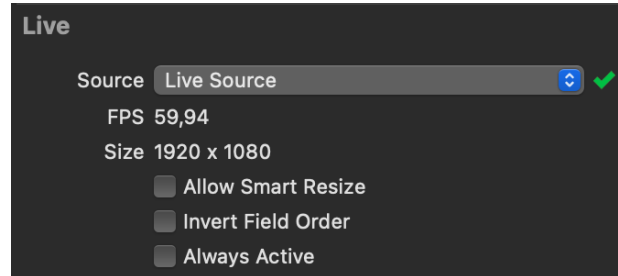 Live
Source Live Source
FPS 59,94
Size 1920 x 1080
Allow Smart Resize
Invert Field Order
Always Active